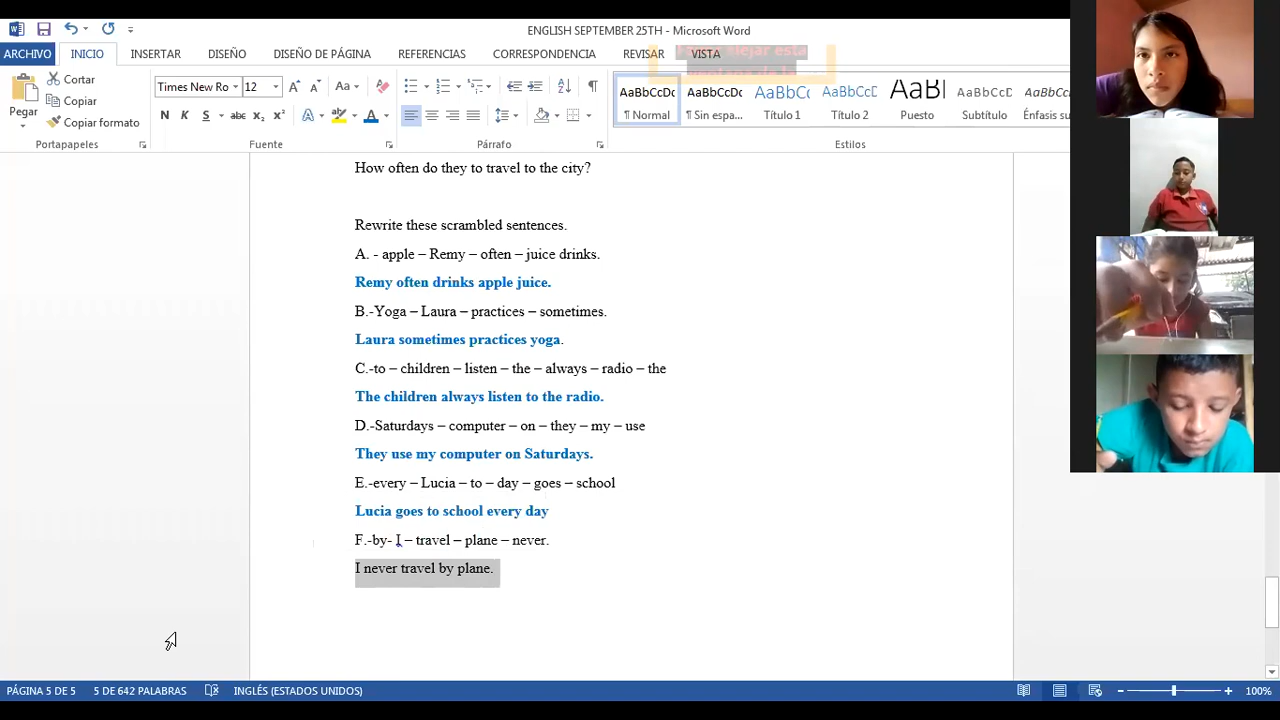 ENGLISH SEPTEMBER 25TH - Microsoft Word
ARCHIVO INICIO INSERTAR DISEÑO DISEÑO DE PÁGINA REFERENCIAS CORRESPONDENCIA REVISAR VISTA
Pegar
Cortar
Copiar
Copiar formato
Portapapeles
Times New Ro 12
Aa
N K S abc x₂ x² A A
Fuente
Párrafo
AaBbCcDc AaBbCcDc AaBbCc AaBbCcD AaBl AaBbCcD AaBbCcDc
¶ Normal ¶ Sin espa... Título 1 Título 2 Puesto Subtítulo Énfasis su
Estilos
How often do they to travel to the city?
Rewrite these scrambled sentences.
A. - apple – Remy – often – juice drinks.
Remy often drinks apple juice.
B.-Yoga – Laura – practices – sometimes.
Laura sometimes practices yoga.
C.-to – children – listen – the – always – radio – the
The children always listen to the radio.
D.-Saturdays – computer – on – they – my – use
They use my computer on Saturdays.
E.-every – Lucia – to – day – goes – school
Lucia goes to school every day
F.-by- I – travel – plane – never.
I never travel by plane.
PÁGINA 5 DE 5 5 DE 642 PALABRAS INGLÉS (ESTADOS UNIDOS) 100%